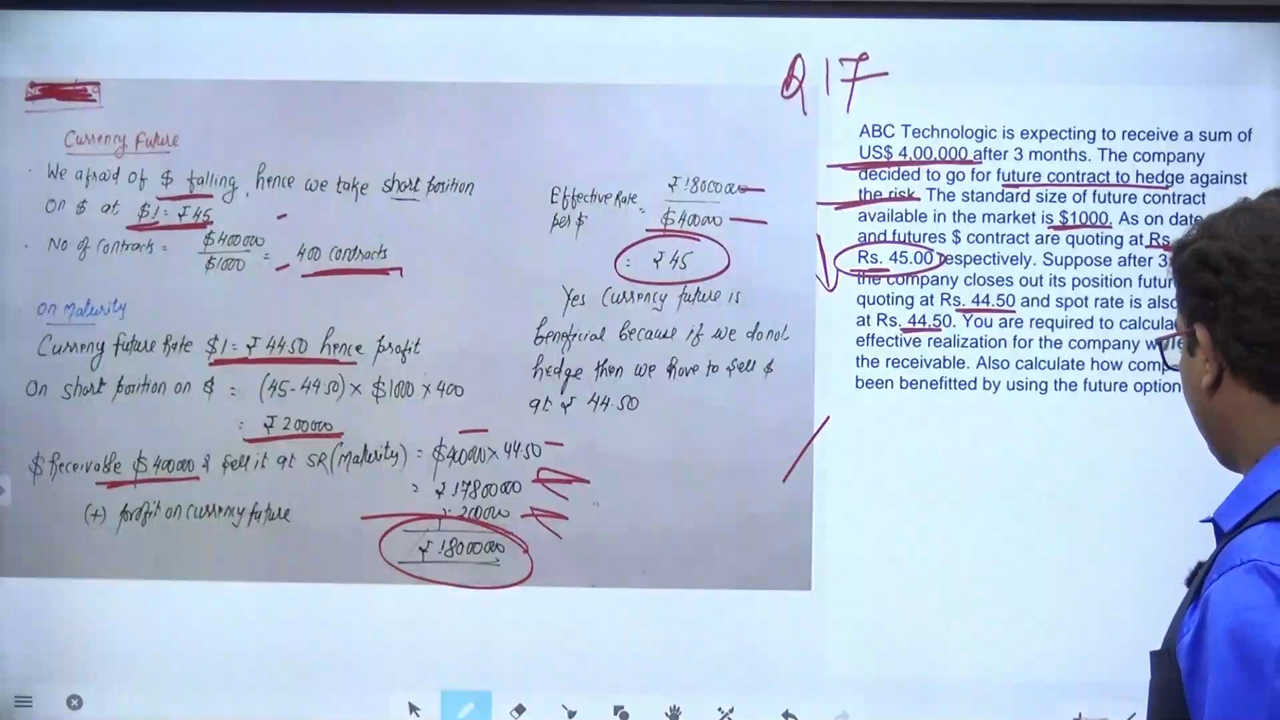 Q17
Currency Future
We afraid of $ falling, hence we take short position
on $ at $1 = ₹45
No of contracts = $400000 / $1000 = 400 contracts
On Maturity
Currency future Rate $1 = ₹44.50 hence profit
On short position on $ = (45-44.50) × $1000 × 400
= ₹200000
$ Receivable $400000 & sell it at SR (Maturity) = $400000 × 44.50
= ₹17800000
(+) profit on currency future
₹18000000
Effective Rate per $ = ₹18000000 / $400000
= ₹45
Yes Currency future is
beneficial because if we do not
hedge then we have to sell $
at ₹44.50
ABC Technologic is expecting to receive a sum of
US$ 4,00,000 after 3 months. The company
decided to go for future contract to hedge against
the risk. The standard size of future contract
available in the market is $1000. As on date
and futures $ contract are quoting at Rs.
Rs. 45.00 respectively. Suppose after 3
the company closes out its position futur
quoting at Rs. 44.50 and spot rate is also
at Rs. 44.50. You are required to calcula
effective realization for the company w
the receivable. Also calculate how comp
been benefitted by using the future option